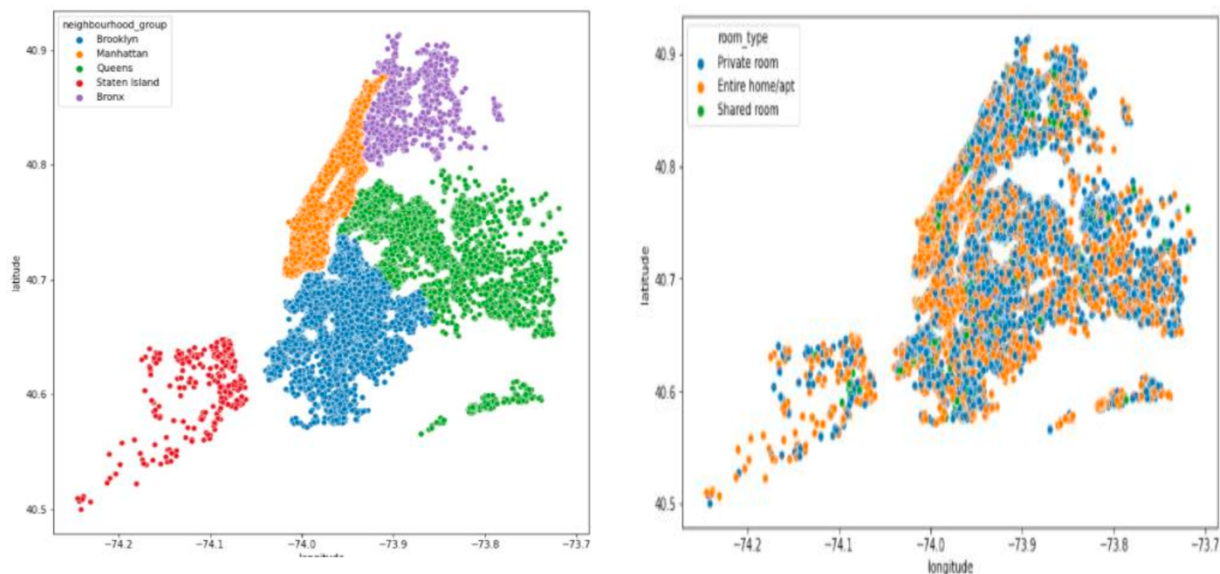 neighbourhood_group
Brooklyn
Manhattan
Queens
Staten Island
Bronx
40.9
40.8
40.7
40.6
40.5
latitude
−74.2
−74.1
−74.0
−73.9
−73.8
−73.7
longitude
room_type
Private room
Entire home/apt
Shared room
40.9
40.8
40.7
40.6
40.5
latitude
−74.2
−74.1
−74.0
−73.9
−73.8
−73.7
longitude